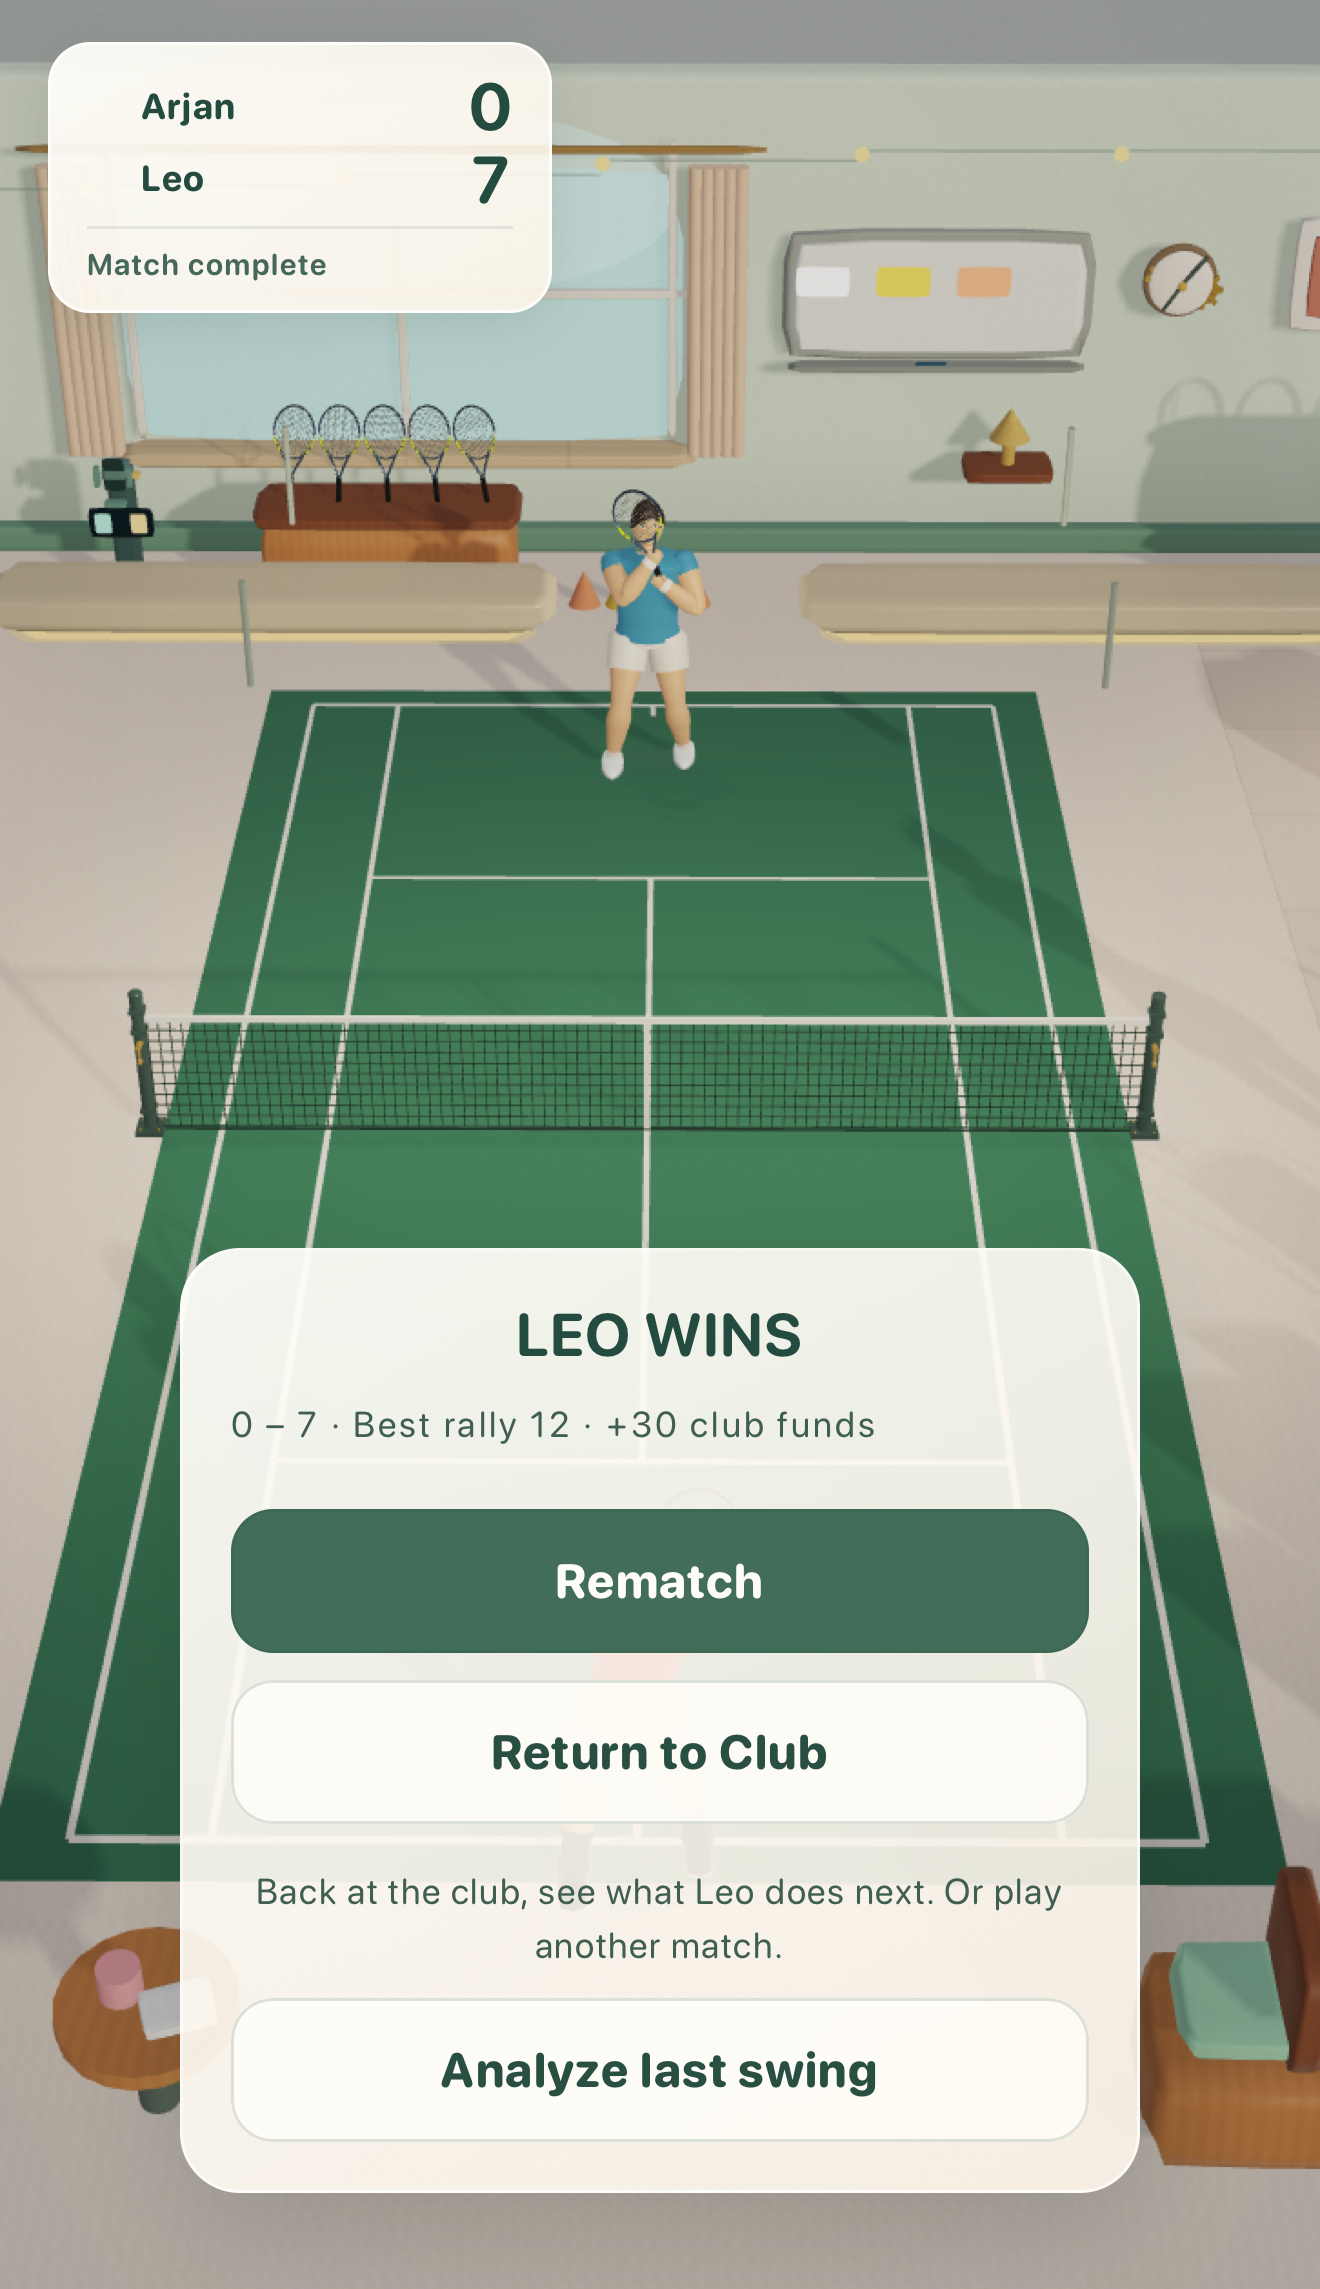 Arjan 0
Leo 7
Match complete
LEO WINS
0 – 7 · Best rally 12 · +30 club funds
Rematch
Return to Club
Back at the club, see what Leo does next. Or play
another match.
Analyze last swing